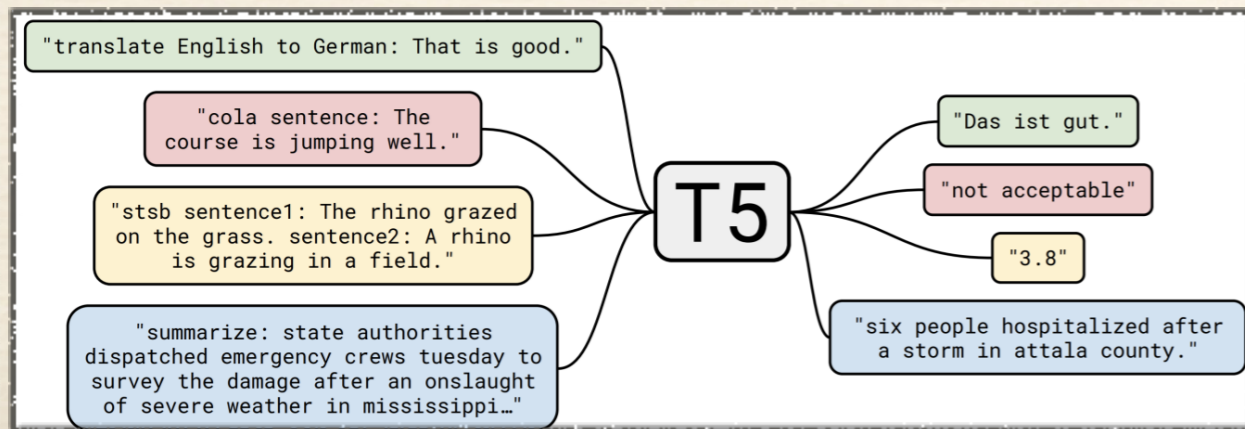 "translate English to German: That is good."
"cola sentence: The
course is jumping well."
"stsb sentence1: The rhino grazed
on the grass. sentence2: A rhino
is grazing in a field."
"summarize: state authorities
dispatched emergency crews tuesday to
survey the damage after an onslaught
of severe weather in mississippi…"
T5
"Das ist gut."
"not acceptable"
"3.8"
"six people hospitalized after
a storm in attala county."